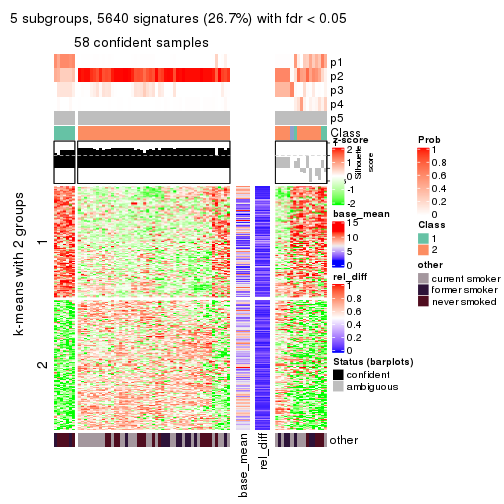 5 subgroups, 5640 signatures (26.7%) with fdr < 0.05
58 confident samples
p1
p2
p3
p4
p5
Class
z-score
2
1
0
-1
-2
Silhouette
score
base_mean
15
10
5
0
rel_diff
1
0.8
0.6
0.4
0.2
0
Status (barplots)
confident
ambiguous
Prob
1
0.8
0.6
0.4
0.2
0
Class
1
2
other
current smoker
former smoker
never smoked
k-means with 2 groups
1
2
other
base_mean
rel_diff